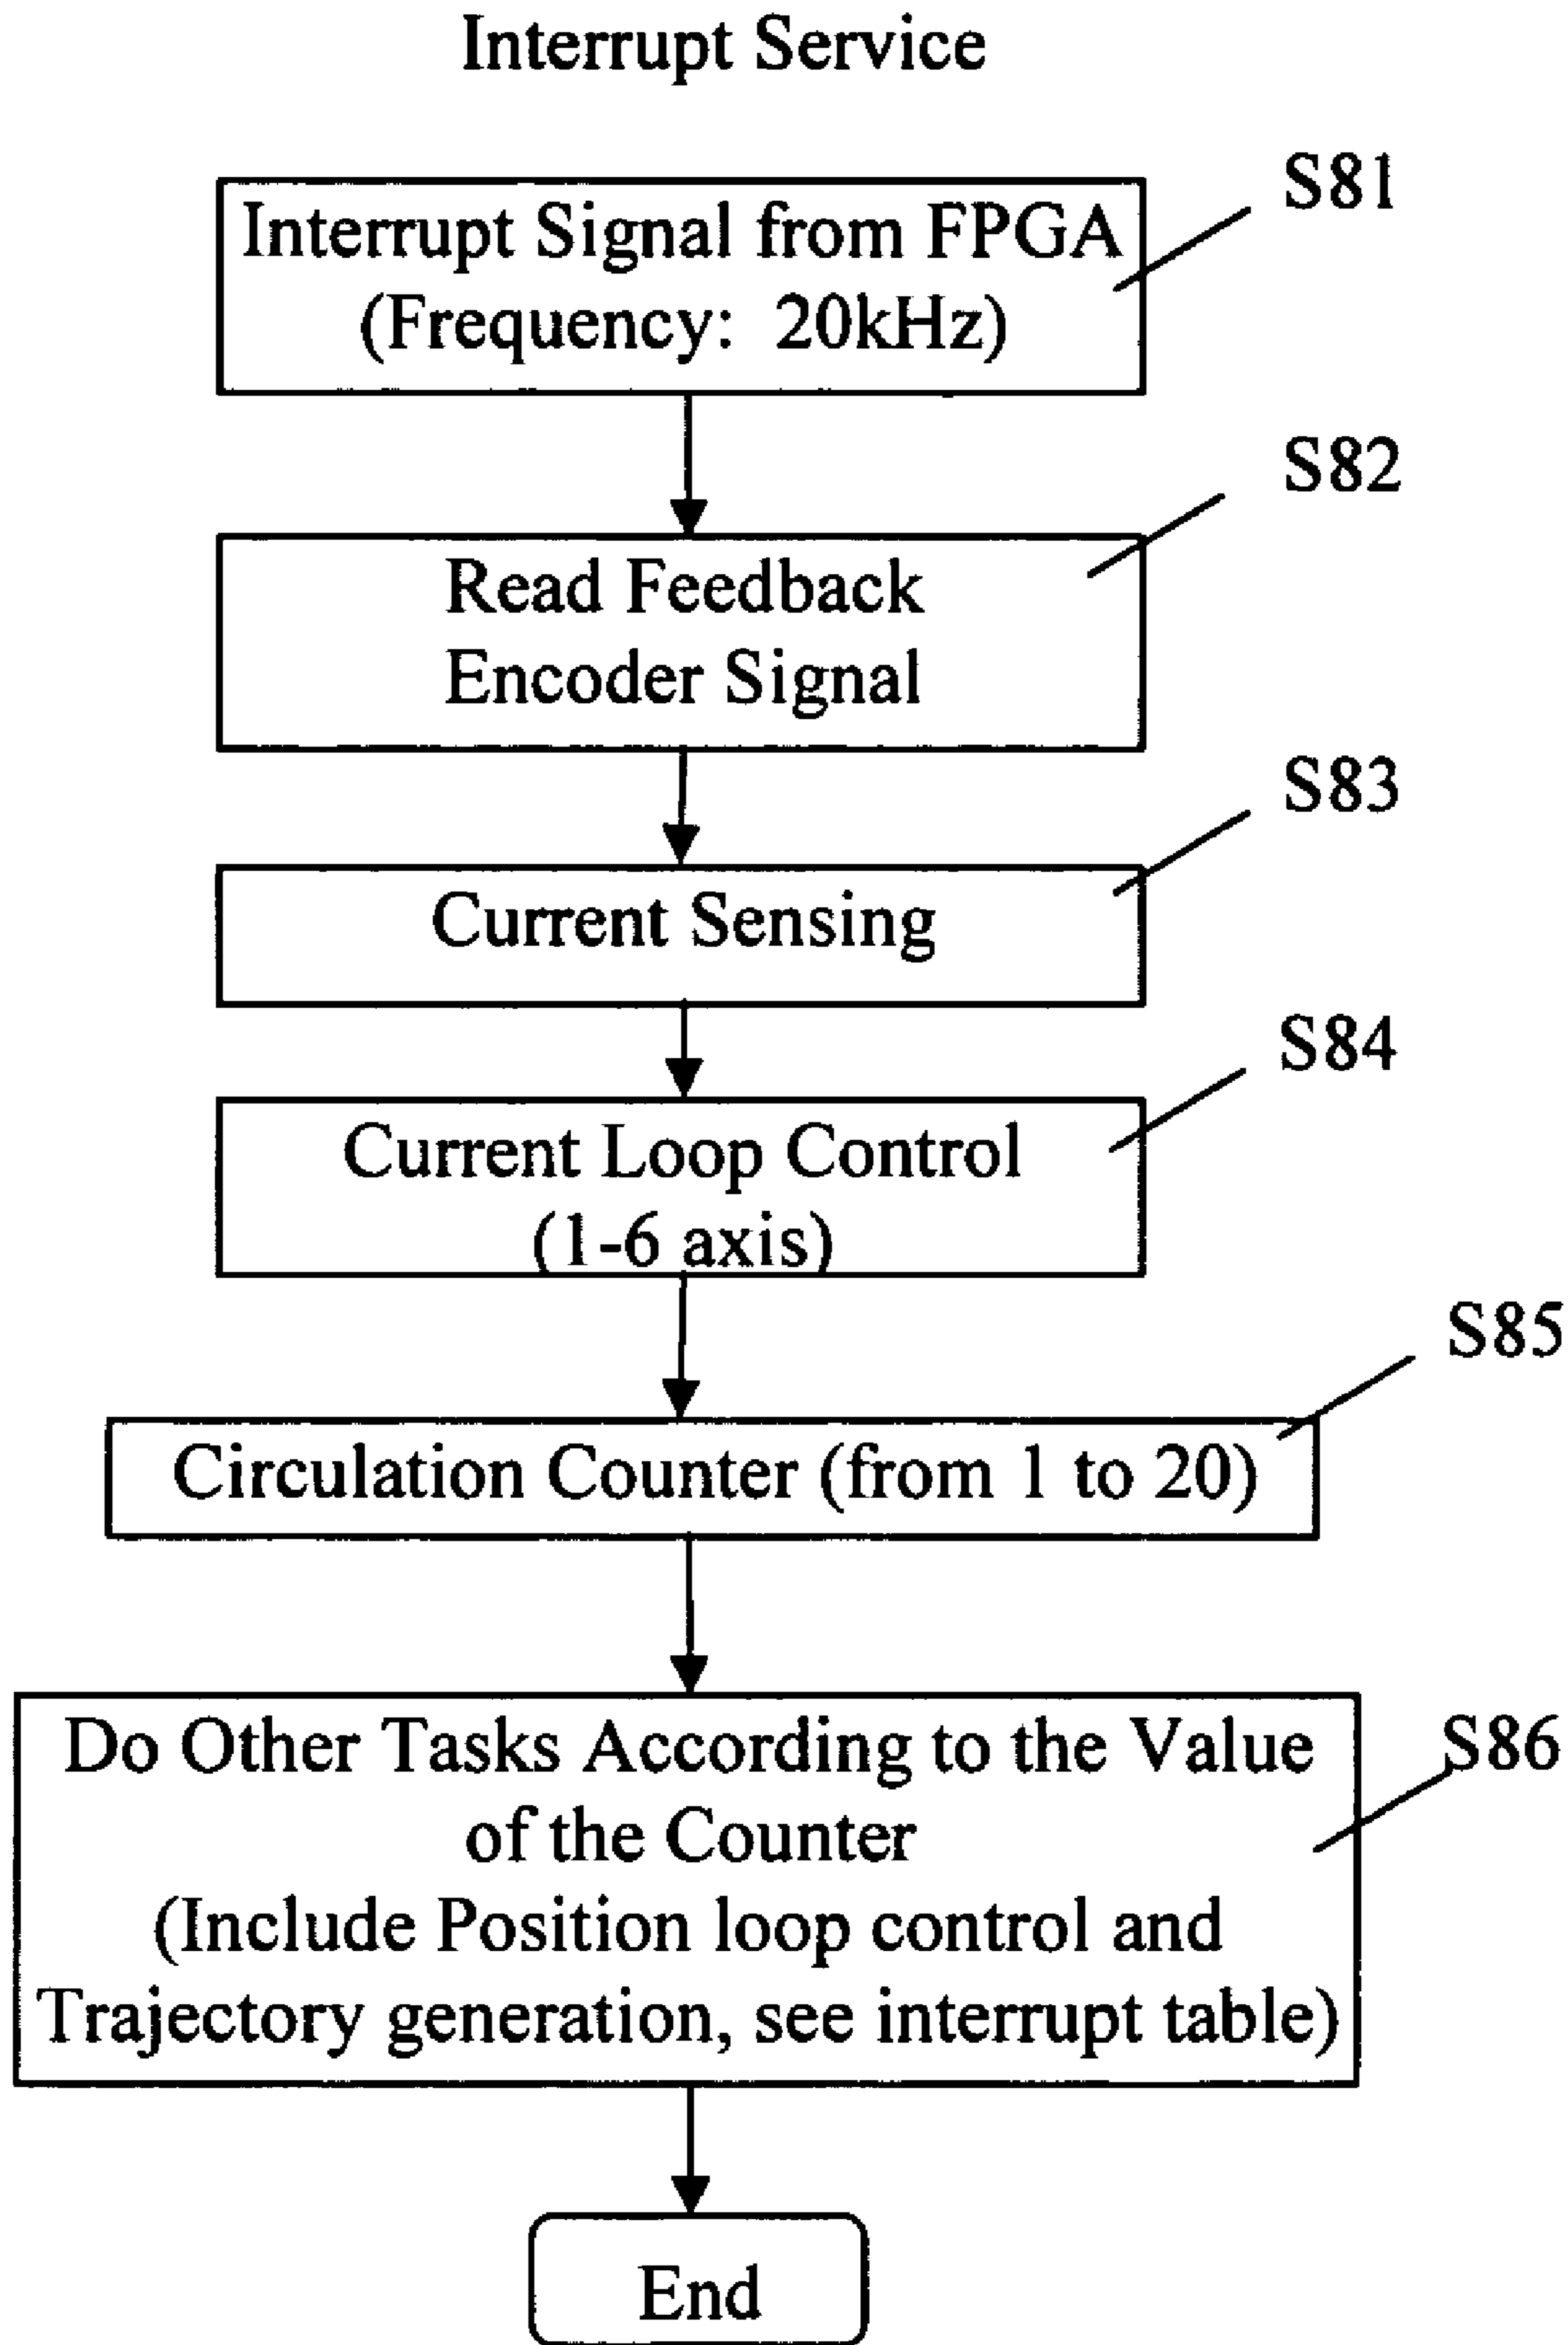 Interrupt Service
S81
Interrupt Signal from FPGA
(Frequency: 20kHz)
S82
Read Feedback
Encoder Signal
S83
Current Sensing
S84
Current Loop Control
(1-6 axis)
S85
Circulation Counter (from 1 to 20)
S86
Do Other Tasks According to the Value
of the Counter
(Include Position loop control and
Trajectory generation, see interrupt table)
End